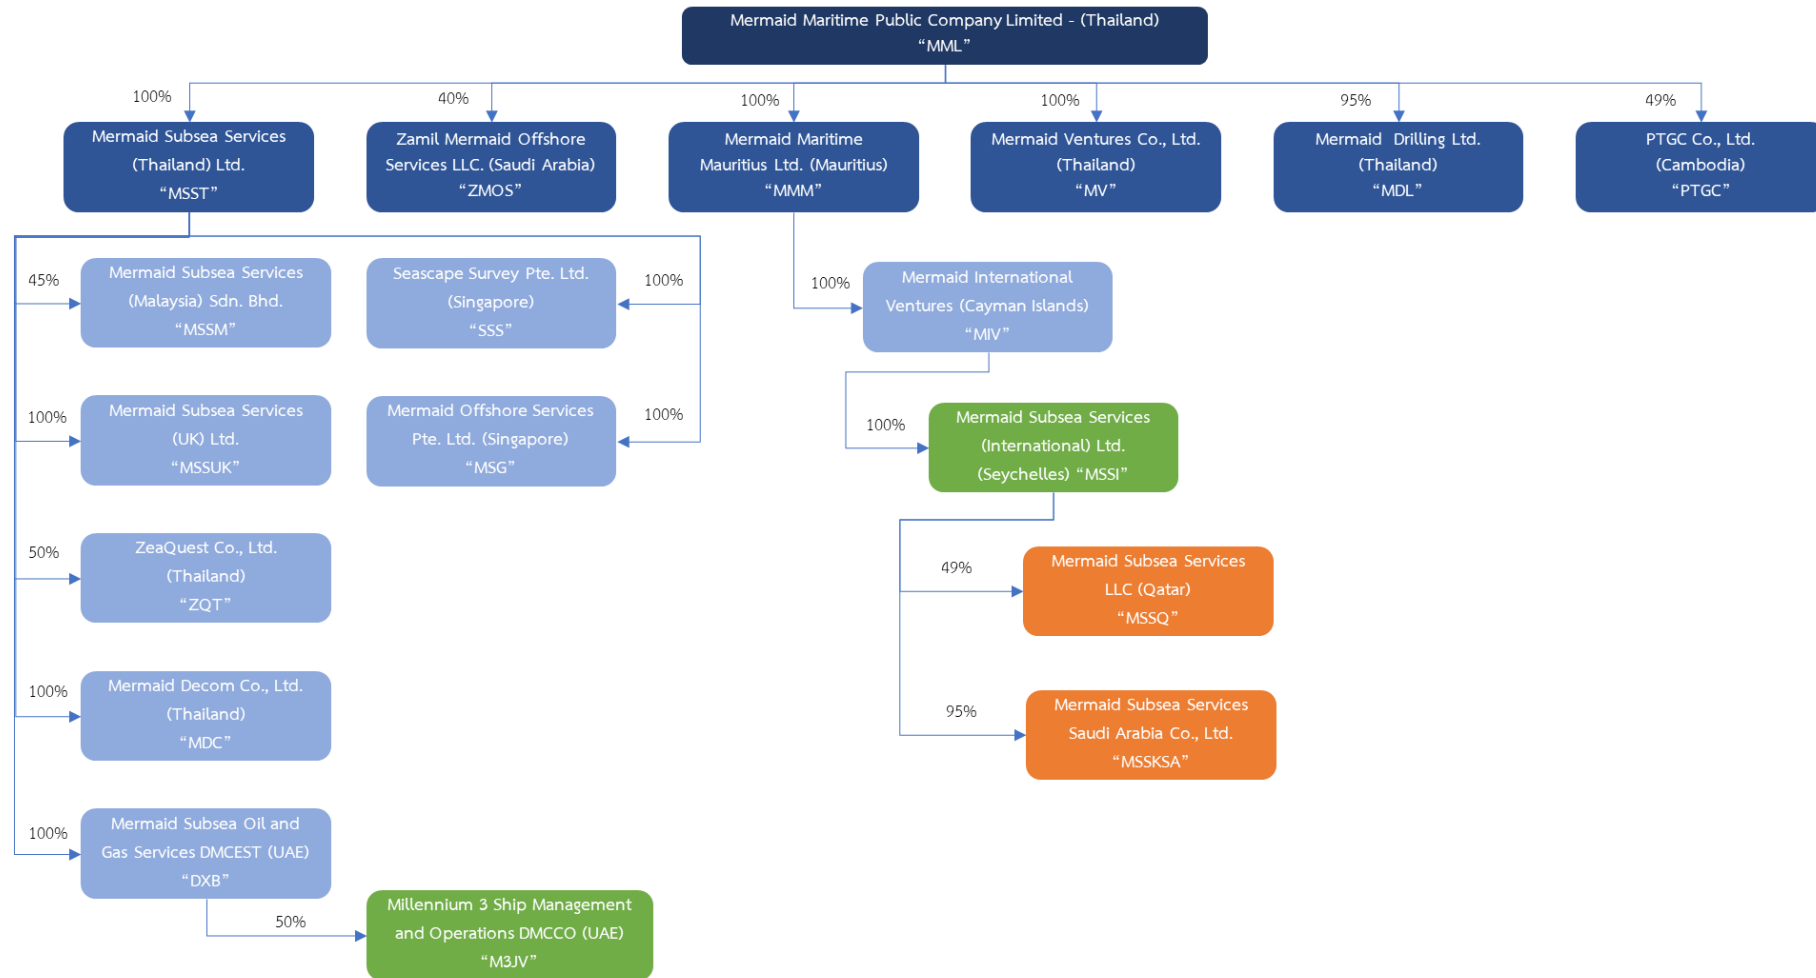 Mermaid Maritime Public Company Limited - (Thailand)
“MML”
100%
40%
100%
100%
95%
49%
Mermaid Subsea Services
(Thailand) Ltd.
“MSST”
Zamil Mermaid Offshore
Services LLC. (Saudi Arabia)
“ZMOS”
Mermaid Maritime
Mauritius Ltd. (Mauritius)
“MMM”
Mermaid Ventures Co., Ltd.
(Thailand)
“MV”
Mermaid Drilling Ltd.
(Thailand)
“MDL”
PTGC Co., Ltd.
(Cambodia)
“PTGC”
45%
Mermaid Subsea Services
(Malaysia) Sdn. Bhd.
“MSSM”
Seascape Survey Pte. Ltd.
(Singapore)
“SSS”
100%
100%
Mermaid International
Ventures (Cayman Islands)
“MIV”
100%
Mermaid Subsea Services
(UK) Ltd.
“MSSUK”
Mermaid Offshore Services
Pte. Ltd. (Singapore)
“MSG”
100%
100%
Mermaid Subsea Services
(International) Ltd.
(Seychelles) “MSSI”
50%
ZeaQuest Co., Ltd.
(Thailand)
“ZQT”
49%
Mermaid Subsea Services
LLC (Qatar)
“MSSQ”
100%
Mermaid Decom Co., Ltd.
(Thailand)
“MDC”
95%
Mermaid Subsea Services
Saudi Arabia Co., Ltd.
“MSSKSA”
100%
Mermaid Subsea Oil and
Gas Services DMCEST (UAE)
“DXB”
50%
Millennium 3 Ship Management
and Operations DMCCO (UAE)
“M3JV”